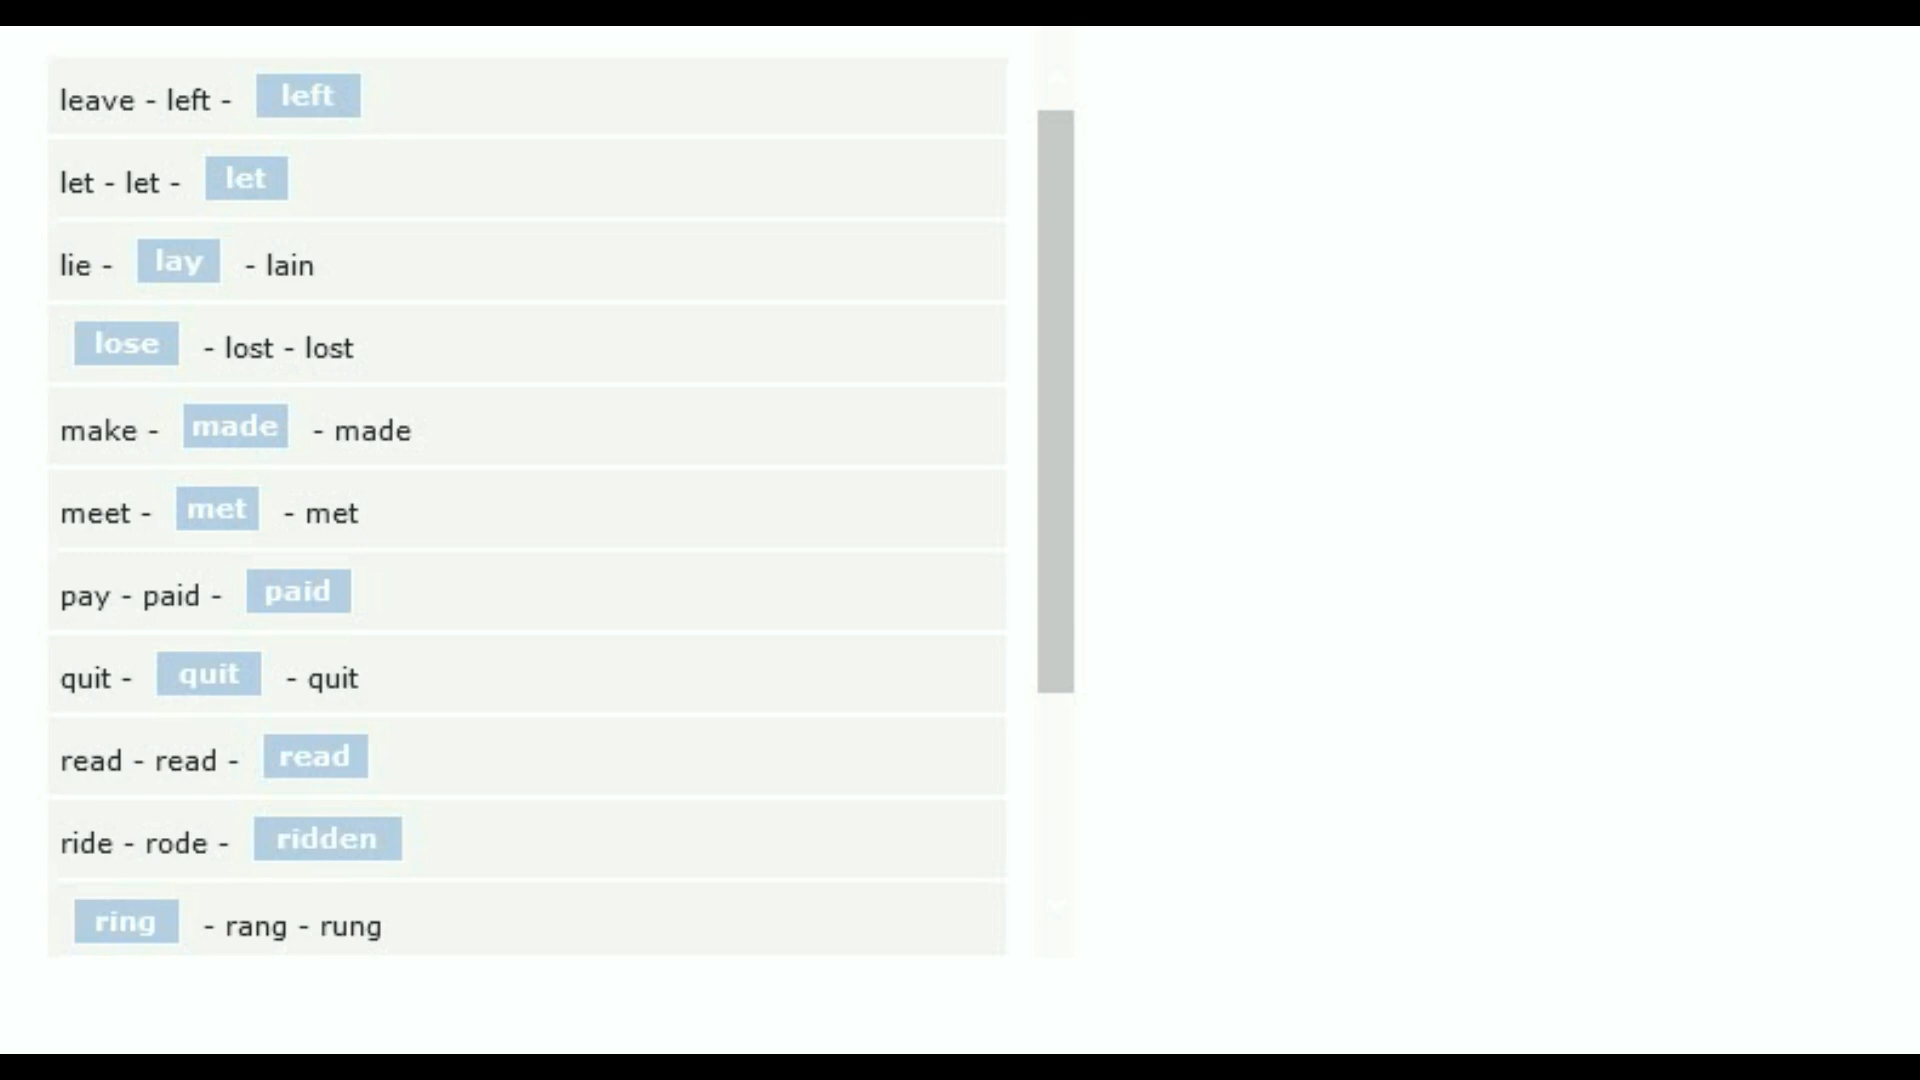 leave - left - left
let - let - let
lie - lay - lain
lose - lost - lost
make - made - made
meet - met - met
pay - paid - paid
quit - quit - quit
read - read - read
ride - rode - ridden
ring - rang - rung